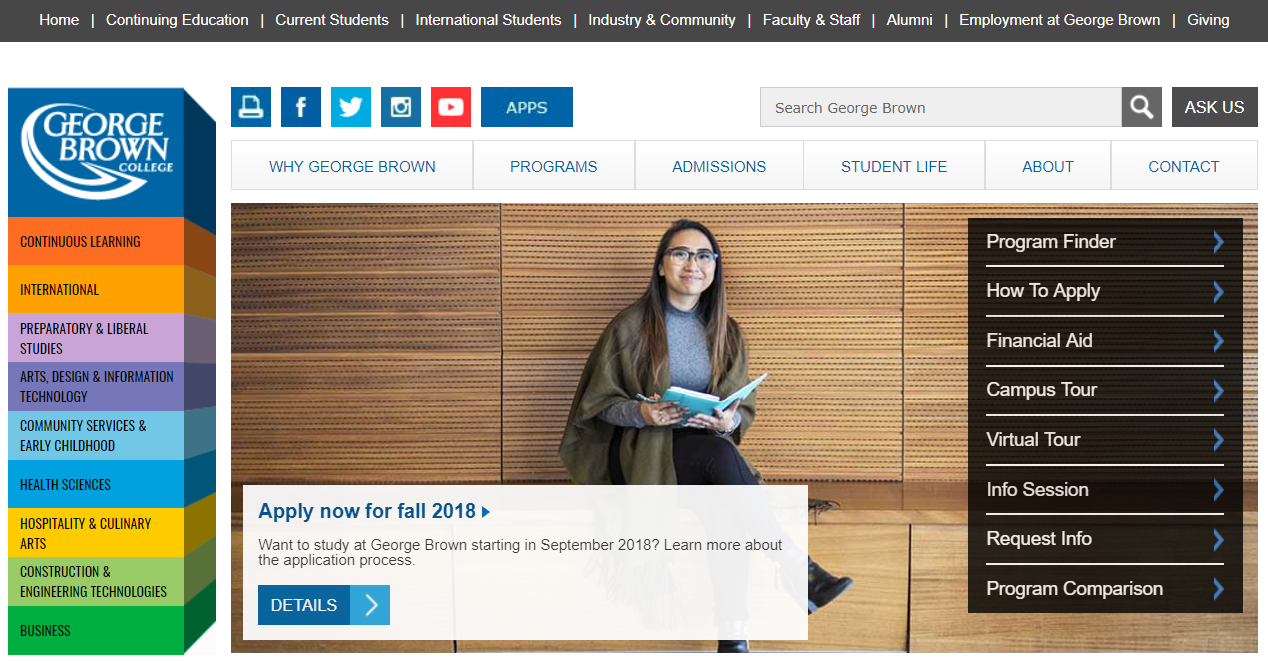 Home | Continuing Education | Current Students | International Students | Industry & Community | Faculty & Staff | Alumni | Employment at George Brown | Giving
GEORGE
BROWN
COLLEGE
APPS
Search George Brown
ASK US
WHY GEORGE BROWN
PROGRAMS
ADMISSIONS
STUDENT LIFE
ABOUT
CONTACT
CONTINUOUS LEARNING
INTERNATIONAL
PREPARATORY & LIBERAL
STUDIES
ARTS, DESIGN & INFORMATION
TECHNOLOGY
COMMUNITY SERVICES &
EARLY CHILDHOOD
HEALTH SCIENCES
HOSPITALITY & CULINARY
ARTS
CONSTRUCTION &
ENGINEERING TECHNOLOGIES
BUSINESS
Program Finder
How To Apply
Financial Aid
Campus Tour
Virtual Tour
Info Session
Request Info
Program Comparison
Apply now for fall 2018
Want to study at George Brown starting in September 2018? Learn more about
the application process.
DETAILS